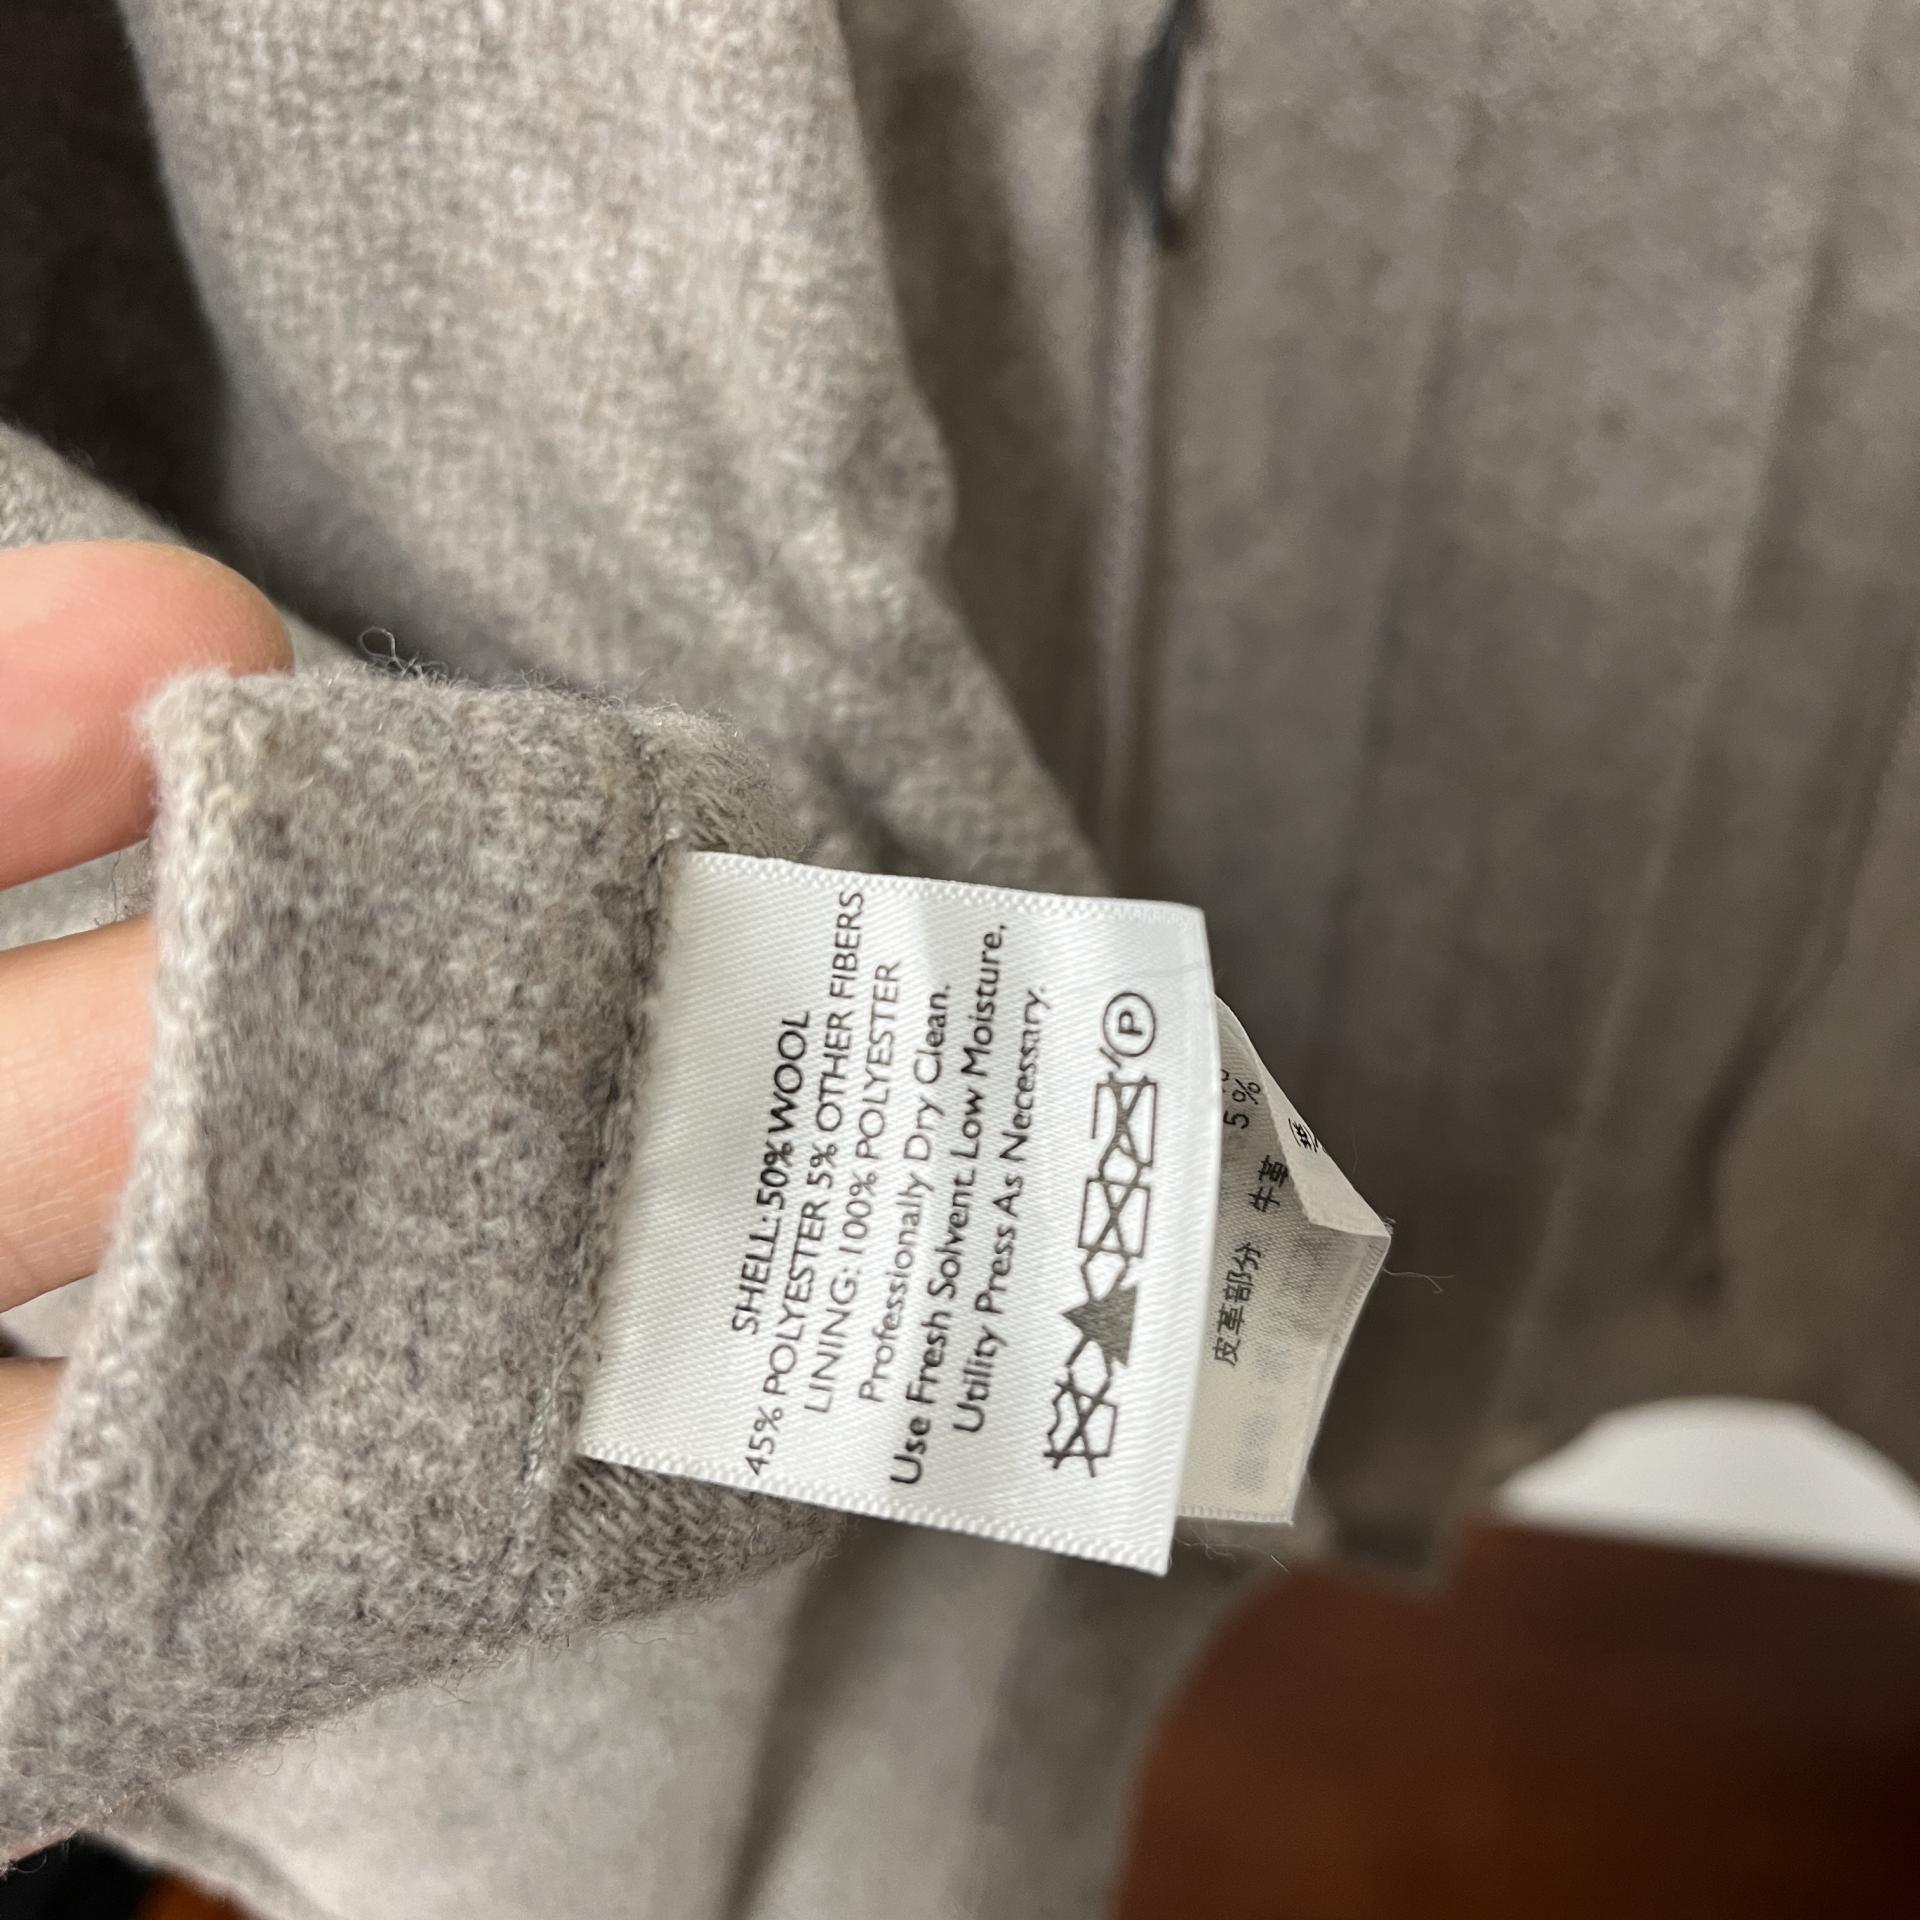 SHELL: 50% WOOL
45% POLYESTER 5% OTHER FIBERS
LINING: 100% POLYESTER
Professionally Dry Clean.
Use Fresh Solvent. Low Moisture,
Utility Press As Necessary.
P
5%
皮革部分 牛革